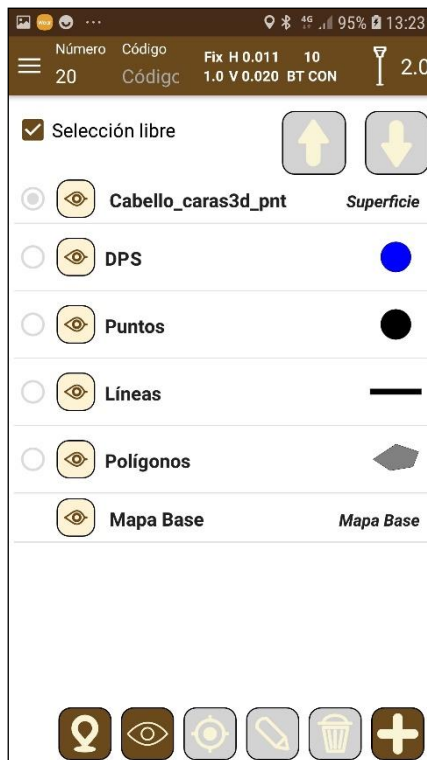 4G 95% 13:23
Número Código Fix H 0.011 10
20 Códigc 1.0 V 0.020 BT CON 2.0
Selección libre
Cabello_caras3d_pnt Superficie
DPS
Puntos
Líneas
Polígonos
Mapa Base Mapa Base